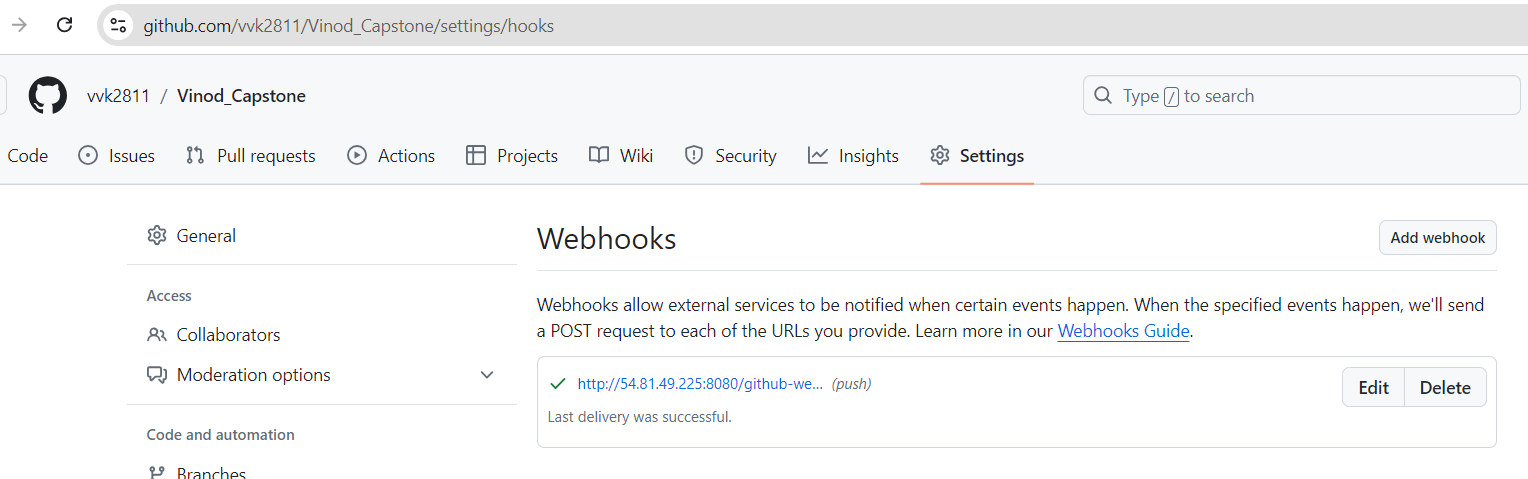 github.com/vvk2811/Vinod_Capstone/settings/hooks
vvk2811 / Vinod_Capstone
Type / to search
Code Issues Pull requests Actions Projects Wiki Security Insights Settings
General
Access
Collaborators
Moderation options
Code and automation
Branches
Webhooks
Add webhook
Webhooks allow external services to be notified when certain events happen. When the specified events happen, we'll send
a POST request to each of the URLs you provide. Learn more in our Webhooks Guide.
http://54.81.49.225:8080/github-we... (push)
Edit Delete
Last delivery was successful.